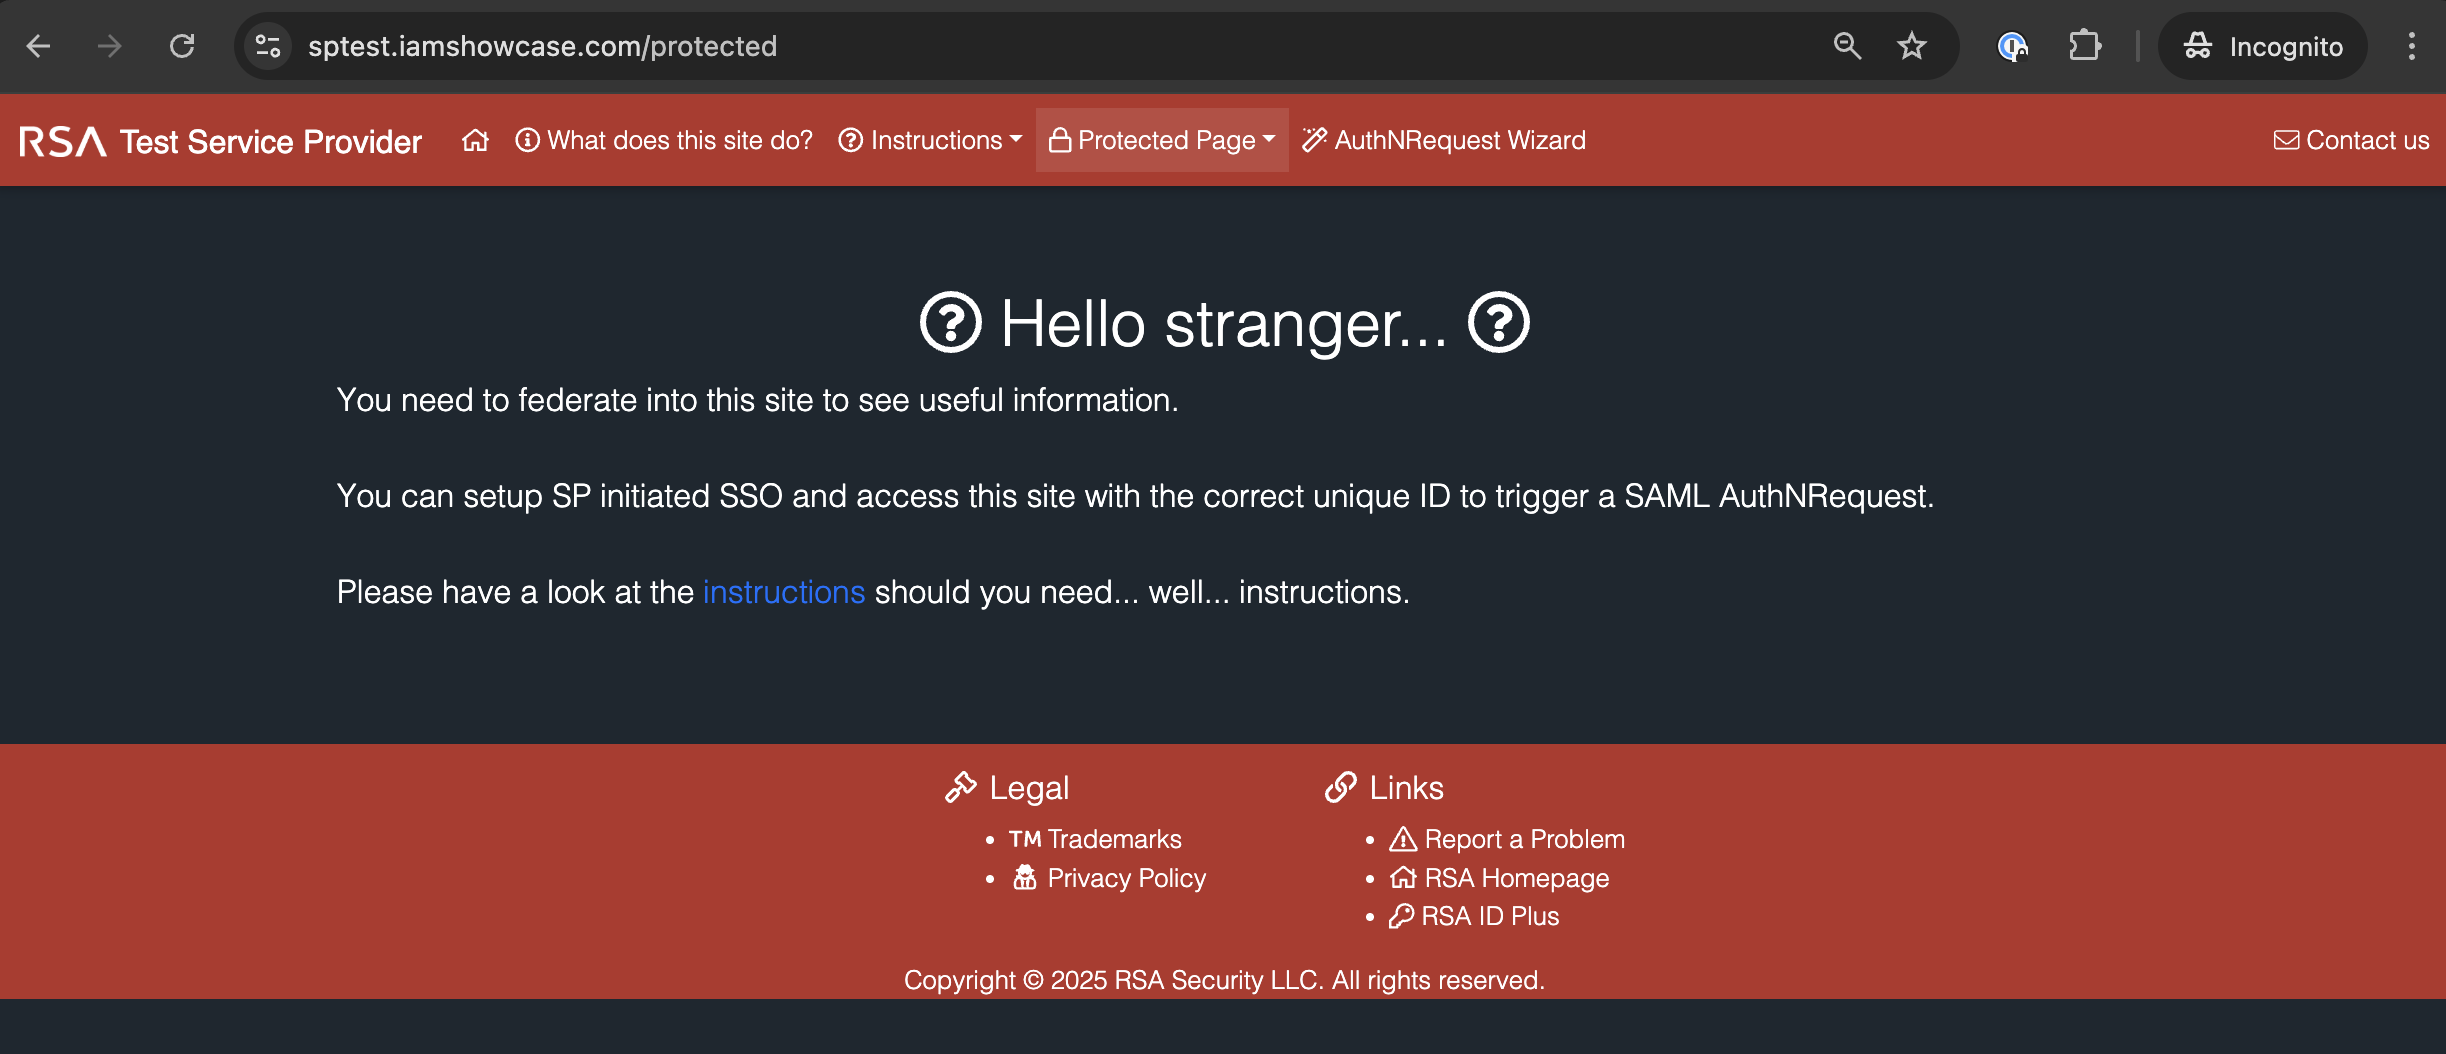 sptest.iamshowcase.com/protected
Incognito
RSA Test Service Provider
What does this site do?
Instructions
Protected Page
AuthNRequest Wizard
Contact us
Hello stranger...
You need to federate into this site to see useful information.
You can setup SP initiated SSO and access this site with the correct unique ID to trigger a SAML AuthNRequest.
Please have a look at the instructions should you need... well... instructions.
Legal
TM Trademarks
Privacy Policy
Links
Report a Problem
RSA Homepage
RSA ID Plus
Copyright © 2025 RSA Security LLC. All rights reserved.